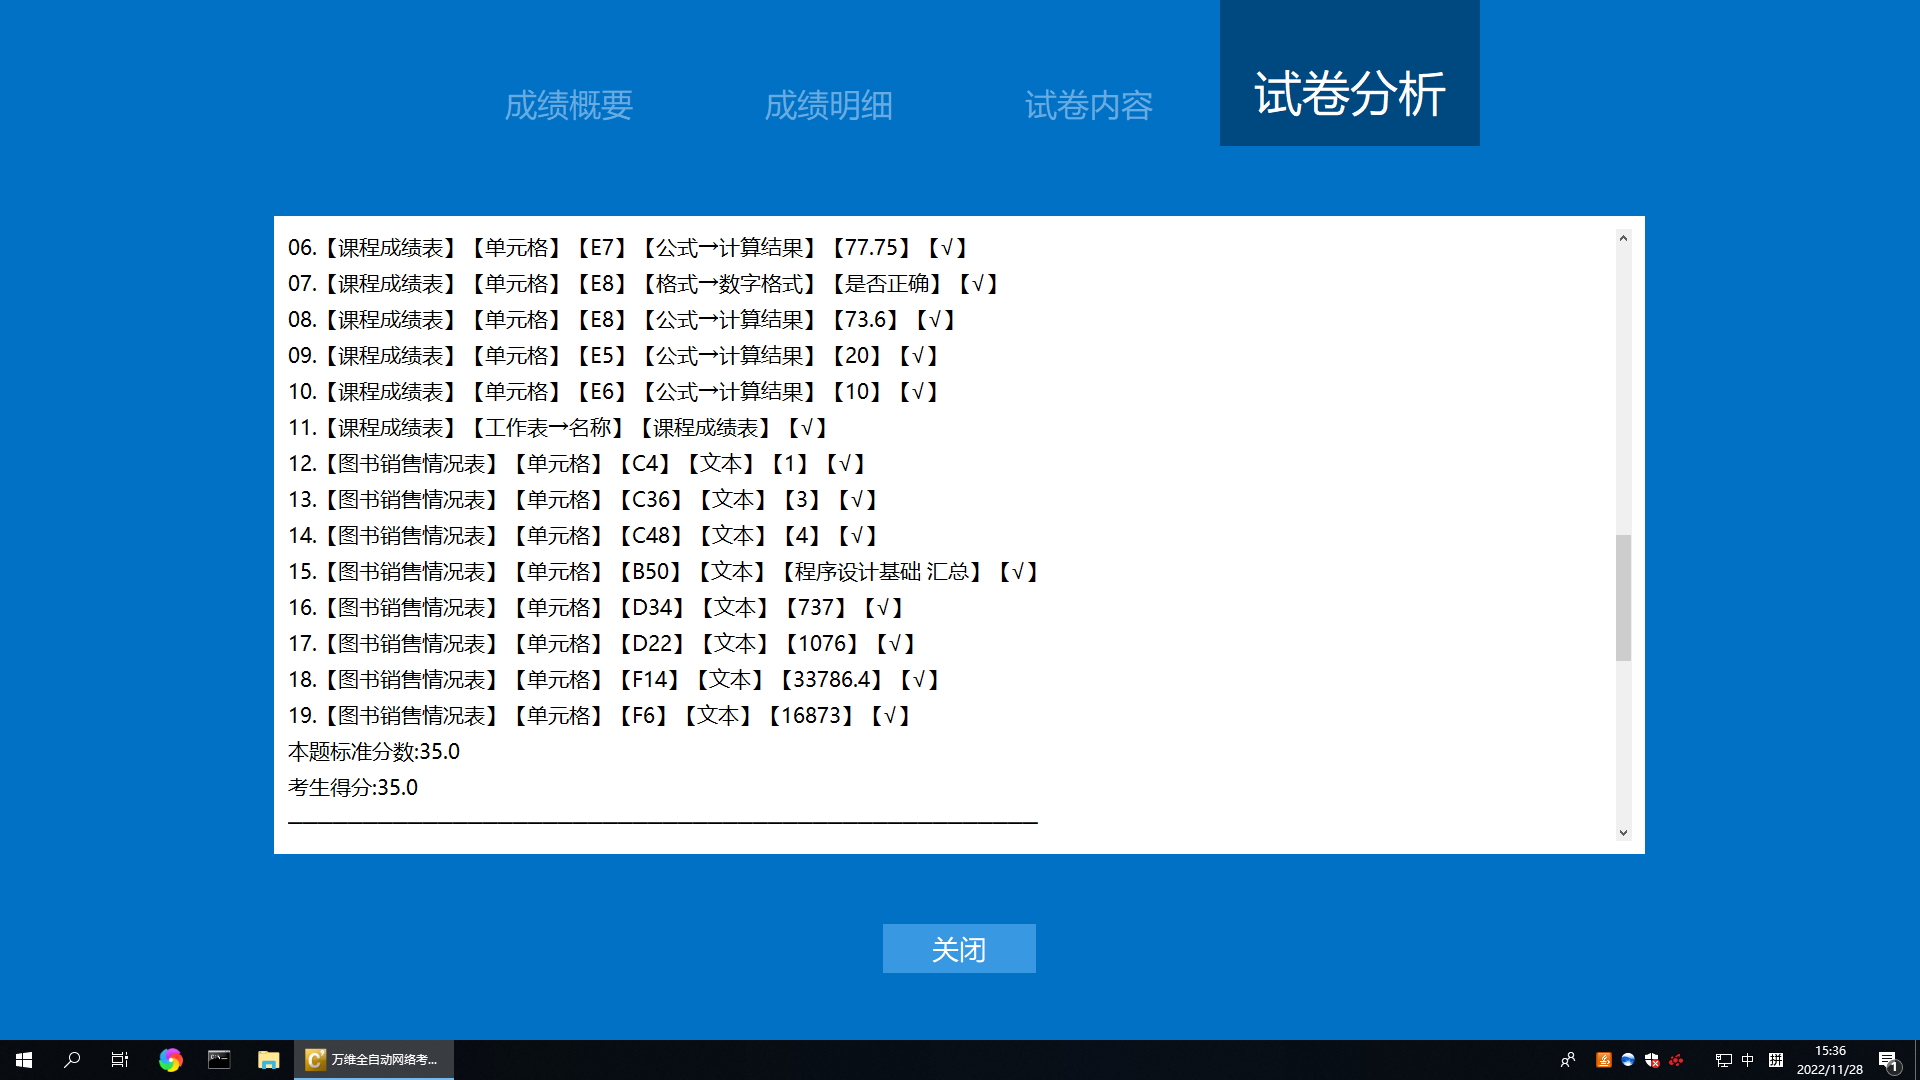 成绩概要
成绩明细
试卷内容
试卷分析
06.【课程成绩表】【单元格】【E7】【公式→计算结果】【77.75】【√】
07.【课程成绩表】【单元格】【E8】【格式→数字格式】【是否正确】【√】
08.【课程成绩表】【单元格】【E8】【公式→计算结果】【73.6】【√】
09.【课程成绩表】【单元格】【E5】【公式→计算结果】【20】【√】
10.【课程成绩表】【单元格】【E6】【公式→计算结果】【10】【√】
11.【课程成绩表】【工作表→名称】【课程成绩表】【√】
12.【图书销售情况表】【单元格】【C4】【文本】【1】【√】
13.【图书销售情况表】【单元格】【C36】【文本】【3】【√】
14.【图书销售情况表】【单元格】【C48】【文本】【4】【√】
15.【图书销售情况表】【单元格】【B50】【文本】【程序设计基础 汇总】【√】
16.【图书销售情况表】【单元格】【D34】【文本】【737】【√】
17.【图书销售情况表】【单元格】【D22】【文本】【1076】【√】
18.【图书销售情况表】【单元格】【F14】【文本】【33786.4】【√】
19.【图书销售情况表】【单元格】【F6】【文本】【16873】【√】
本题标准分数:35.0
考生得分:35.0
关闭
万维全自动网络考...
中
拼
15:36
2022/11/28
1